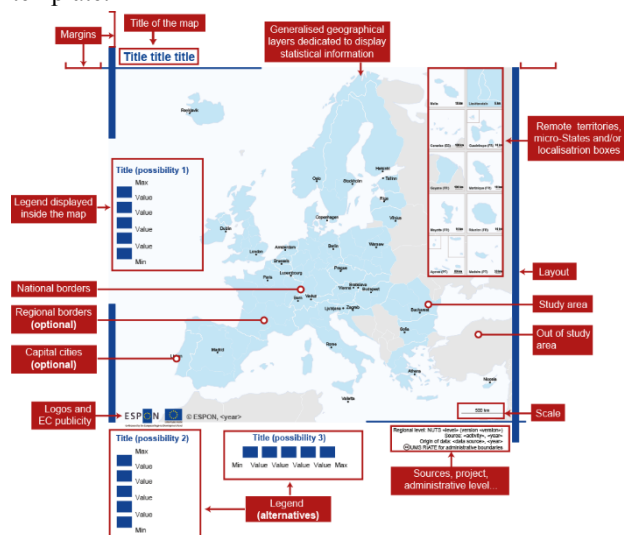 Title of the map
Margins
Title title title
Generalised geographical
layers dedicated to display
statistical information
Remote territories,
micro-States and/or
localisatrion boxes
Title (possibility 1)
Max
Value
Value
Value
Value
Min
Legend displayed
inside the map
Reykjavik
Oslo
Stockholm
Helsinki
Tallinn
Riga
Vilnius
Copenhagen
Dublin
London
Amsterdam
Berlin
Warsaw
Brussels
Luxembourg
Paris
Prague
Vienna
Bratislava
Budapest
Bern
Vaduz
Ljubljana
Zagreb
Bucharest
Sofia
Madrid
Roma
Athens
Valletta
Nicosia
National borders
Regional borders
(optional)
Capital cities
(optional)
Layout
Study area
Out of study
area
Logos and
EC publicity
ESPON
© ESPON, <year>
500 km
Scale
Regional level: NUTS <level> (version <version>)
Source: <activity>, <year>
Origin of data: <data source>, <year>
UMS RIATE for administrative boundaries
Sources, project,
administrative level...
Title (possibility 2)
Max
Value
Value
Value
Value
Min
Title (possibility 3)
Min Value Value Value Value Max
Legend
(alternatives)